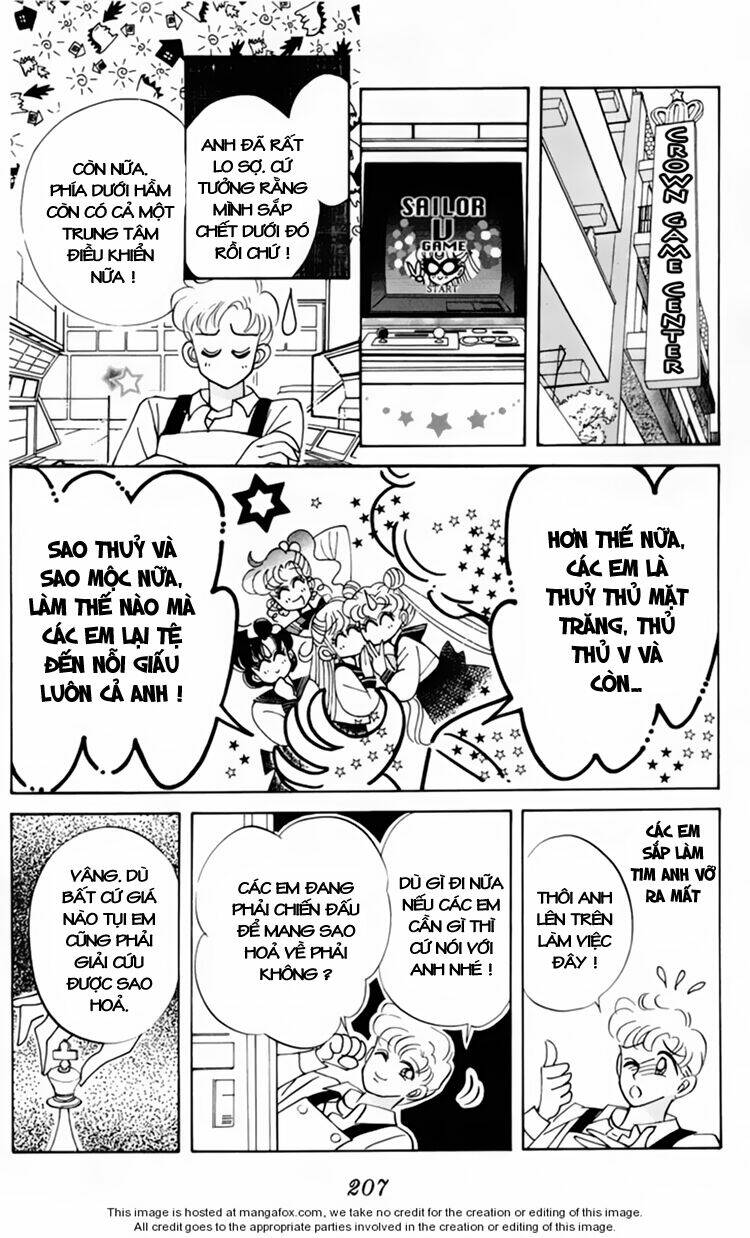 CROWN GAME CENTER
SAILOR
V
GAME
START
ANH ĐÃ RẤT
LO SỢ. CỨ
TƯỞNG RẰNG
MÌNH SẮP
CHẾT DƯỚI ĐÓ
RỒI CHỨ !
CÒN NỮA.
PHÍA DƯỚI HẦM
CÒN CÓ CẢ MỘT
TRUNG TÂM
ĐIỀU KHIỂN
NỮA !
HƠN THẾ NỮA,
CÁC EM LÀ
THUỶ THỦ MẶT
TRĂNG, THỦ
THỦ V VÀ
CÒN...
SAO THUỶ VÀ
SAO MỘC NỮA,
LÀM THẾ NÀO MÀ
CÁC EM LẠI TỆ
ĐẾN NỖI GIẤU
LUÔN CẢ ANH !
CÁC EM
SẮP LÀM
TIM ANH VỠ
RA MẤT
THÔI ANH
LÊN TRÊN
LÀM VIỆC
ĐÂY !
DÙ GÌ ĐI NỮA
NẾU CÁC EM
CẦN GÌ THÌ
CỨ NÓI VỚI
ANH NHÉ !
CÁC EM ĐANG
PHẢI CHIẾN ĐẤU
ĐỂ MANG SAO
HOẢ VỀ PHẢI
KHÔNG ?
VÂNG. DÙ
BẤT CỨ GIÁ
NÀO TỤI EM
CŨNG PHẢI
GIẢI CỨU
ĐƯỢC SAO
HOẢ.
207
This image is hosted at mangafox.com, we take no credit for the creation or editing of this image.
All credit goes to the appropriate parties involved in the creation or editing of this image.